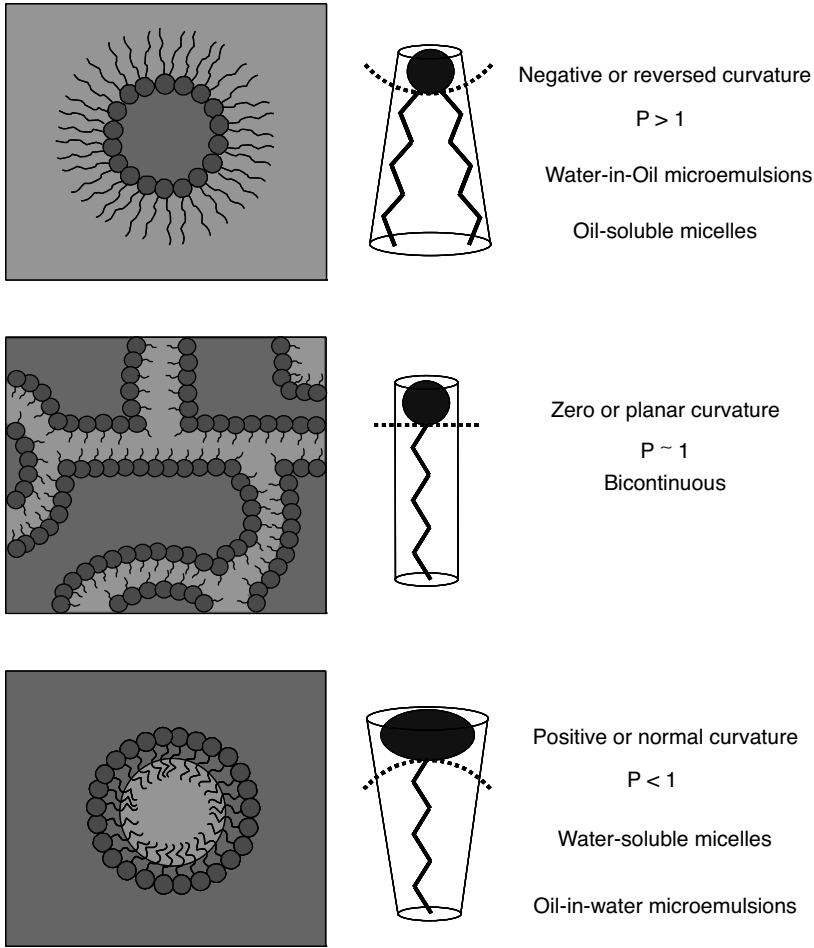 Negative or reversed curvature
P > 1
Water-in-Oil microemulsions
Oil-soluble micelles
Zero or planar curvature
P ~ 1
Bicontinuous
Positive or normal curvature
P < 1
Water-soluble micelles
Oil-in-water microemulsions